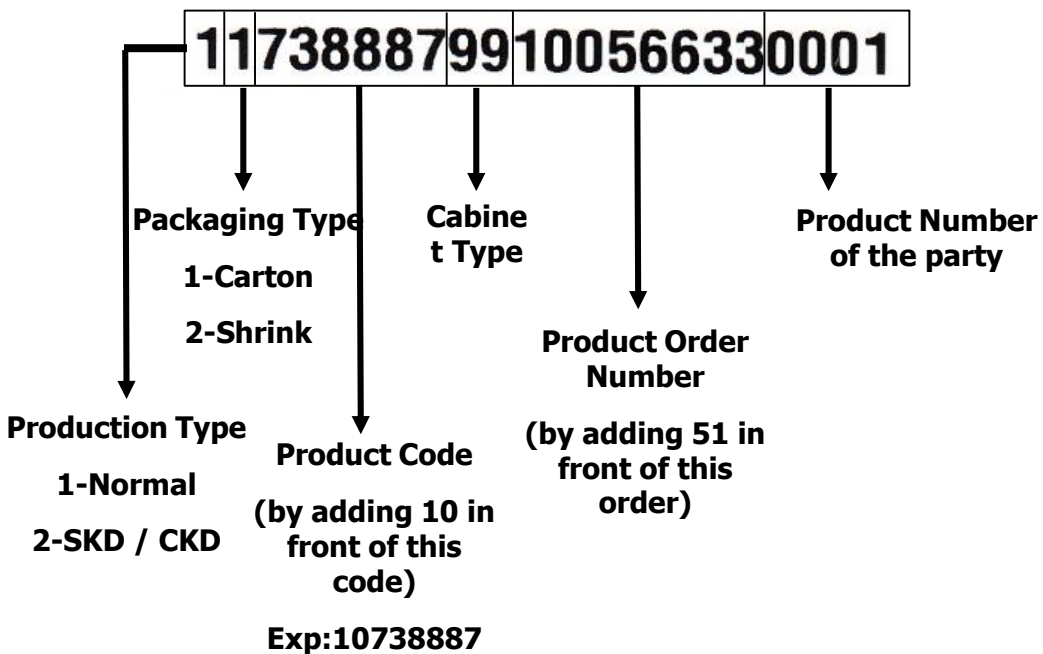 11738887991005663 30001
Packaging Type
1-Carton
2-Shrink
Cabine
t Type
Product Number
of the party
Product Order
Number
(by adding 51 in
front of this
order)
Production Type
1-Normal
2-SKD / CKD
Product Code
(by adding 10 in
front of this
code)
Exp:10738887